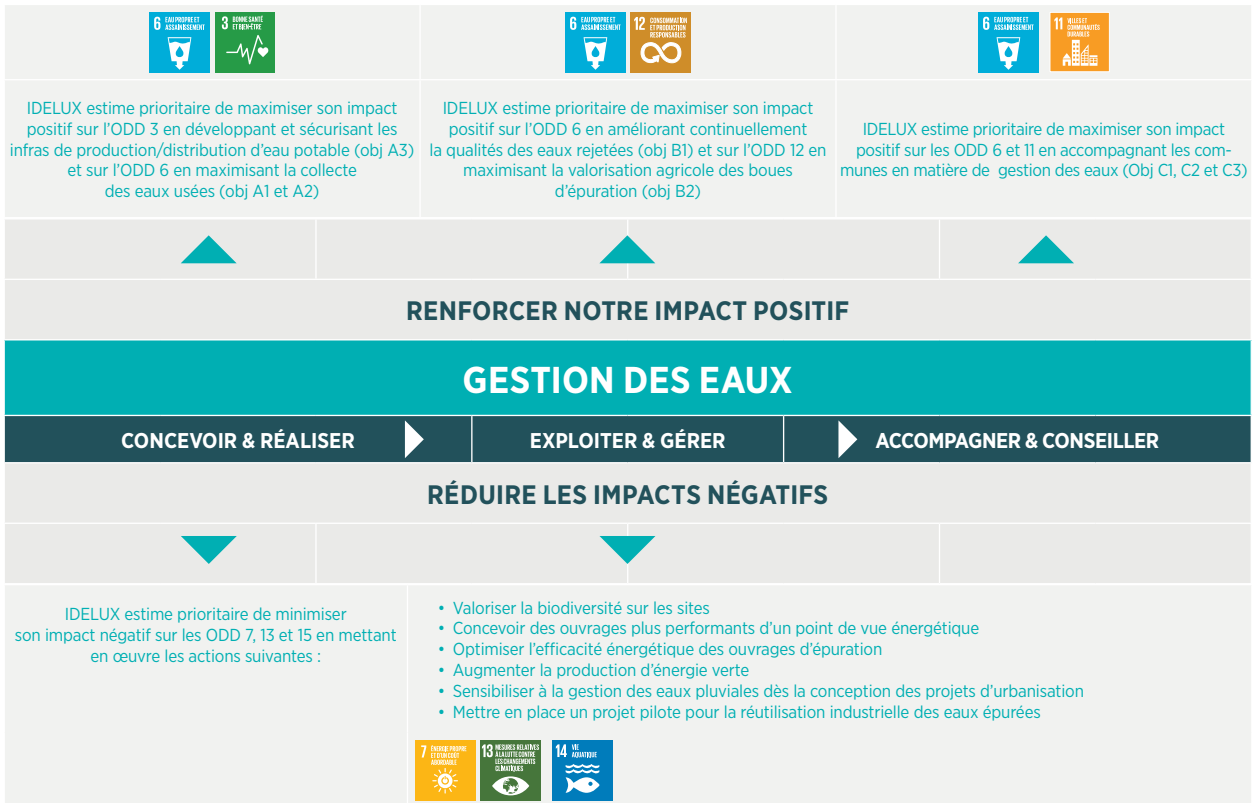 6 EAU PROPRE ET
ASSAINISSEMENT
3 BONNE SANTÉ
ET BIEN-ÊTRE
6 EAU PROPRE ET
ASSAINISSEMENT
12 CONSOMMATION
ET PRODUCTION
RESPONSABLES
6 EAU PROPRE ET
ASSAINISSEMENT
11 VILLES ET
COMMUNAUTÉS
DURABLES
IDELUX estime prioritaire de maximiser son impact
positif sur l'ODD 3 en développant et sécurisant les
infras de production/distribution d'eau potable (obj A3)
et sur l'ODD 6 en maximisant la collecte
des eaux usées (obj A1 et A2)
IDELUX estime prioritaire de maximiser son impact
positif sur l'ODD 6 en améliorant continuellement
la qualités des eaux rejetées (obj B1) et sur l'ODD 12 en
maximisant la valorisation agricole des boues
d'épuration (obj B2)
IDELUX estime prioritaire de maximiser son impact
positif sur les ODD 6 et 11 en accompagnant les com-
munes en matière de gestion des eaux (Obj C1, C2 et C3)
RENFORCER NOTRE IMPACT POSITIF
GESTION DES EAUX
CONCEVOIR & RÉALISER
EXPLOITER & GÉRER
ACCOMPAGNER & CONSEILLER
RÉDUIRE LES IMPACTS NÉGATIFS
IDELUX estime prioritaire de minimiser
son impact négatif sur les ODD 7, 13 et 15 en mettant
en œuvre les actions suivantes :
• Valoriser la biodiversité sur les sites
• Concevoir des ouvrages plus performants d'un point de vue énergétique
• Optimiser l'efficacité énergétique des ouvrages d'épuration
• Augmenter la production d'énergie verte
• Sensibiliser à la gestion des eaux pluviales dès la conception des projets d'urbanisation
• Mettre en place un projet pilote pour la réutilisation industrielle des eaux épurées
7 ÉNERGIE PROPRE
ET D'UN COÛT
ABORDABLE
13 MESURES RELATIVES
À LA LUTTE CONTRE
LES CHANGEMENTS
CLIMATIQUES
14 VIE
AQUATIQUE